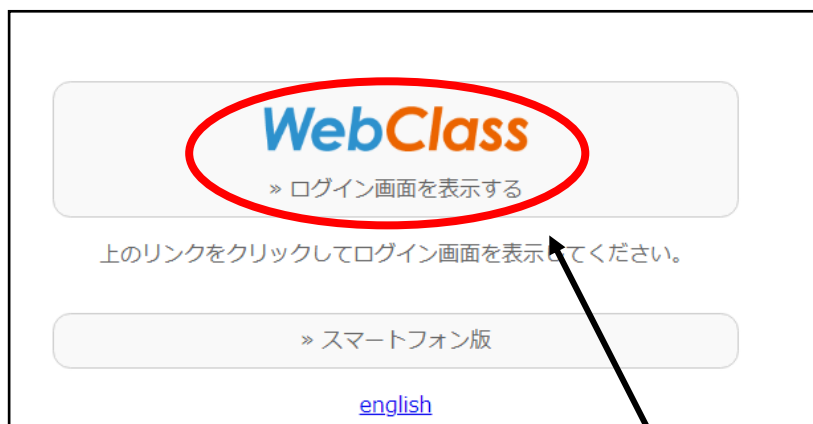 WebClass
» ログイン画面を表示する
上のリンクをクリックしてログイン画面を表示してください。
» スマートフォン版
english